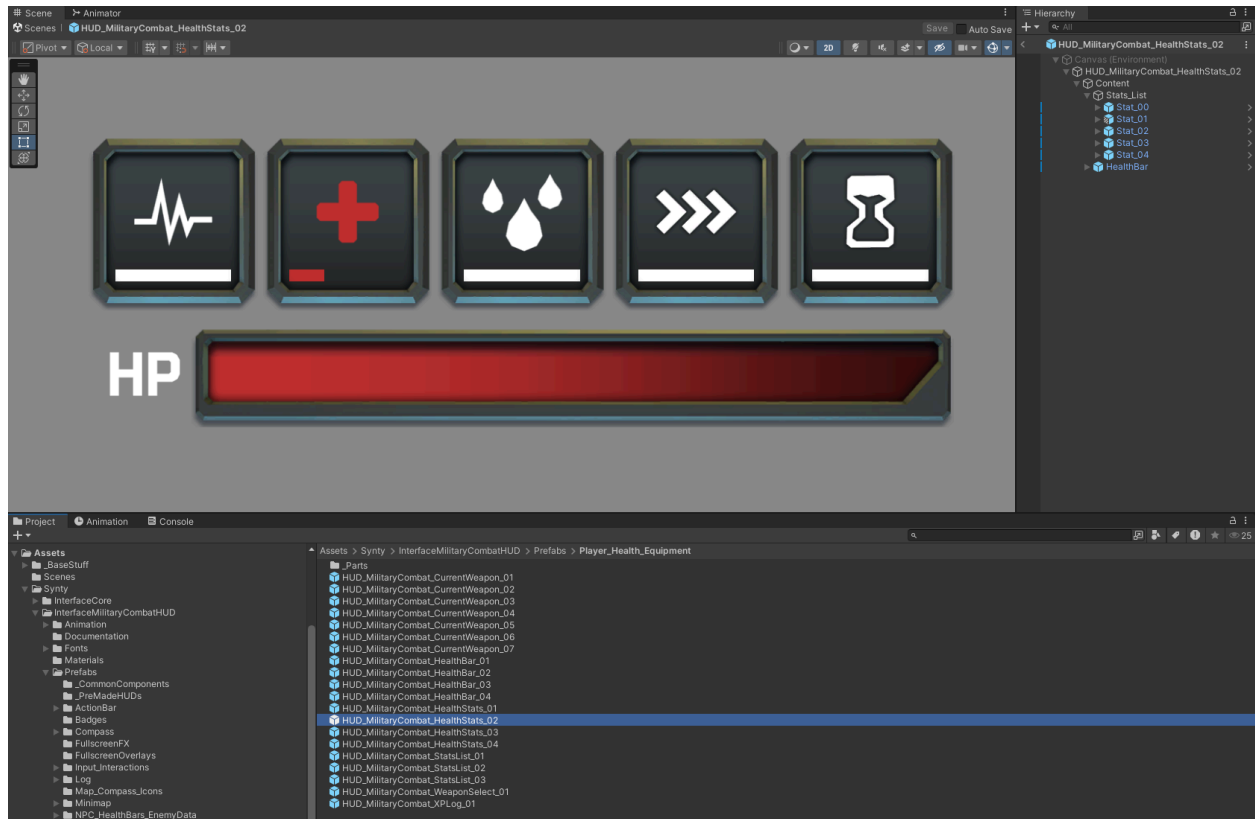 Scene Animator
Scenes | HUD_MilitaryCombat_HealthStats_02 Save Auto Save
Pivot Local 2D
HP
Hierarchy
All
HUD_MilitaryCombat_HealthStats_02
Canvas (Environment)
HUD_MilitaryCombat_HealthStats_02
Content
Stats_List
Stat_00
Stat_01
Stat_02
Stat_03
Stat_04
HealthBar
Project Animation Console
25
Assets
_BaseStuff
Scenes
Synty
InterfaceCore
InterfaceMilitaryCombatHUD
Animation
Documentation
Fonts
Materials
Prefabs
_CommonComponents
_PreMadeHUDs
ActionBar
Badges
Compass
FullscreenFX
FullscreenOverlays
Input_Interactions
Log
Map_Compass_Icons
Minimap
NPC_HealthBars_EnemyData
Assets > Synty > InterfaceMilitaryCombatHUD > Prefabs > Player_Health_Equipment
_Parts
HUD_MilitaryCombat_CurrentWeapon_01
HUD_MilitaryCombat_CurrentWeapon_02
HUD_MilitaryCombat_CurrentWeapon_03
HUD_MilitaryCombat_CurrentWeapon_04
HUD_MilitaryCombat_CurrentWeapon_05
HUD_MilitaryCombat_CurrentWeapon_06
HUD_MilitaryCombat_CurrentWeapon_07
HUD_MilitaryCombat_HealthBar_01
HUD_MilitaryCombat_HealthBar_02
HUD_MilitaryCombat_HealthBar_03
HUD_MilitaryCombat_HealthBar_04
HUD_MilitaryCombat_HealthStats_01
HUD_MilitaryCombat_HealthStats_02
HUD_MilitaryCombat_HealthStats_03
HUD_MilitaryCombat_HealthStats_04
HUD_MilitaryCombat_StatsList_01
HUD_MilitaryCombat_StatsList_02
HUD_MilitaryCombat_StatsList_03
HUD_MilitaryCombat_WeaponSelect_01
HUD_MilitaryCombat_XPLog_01